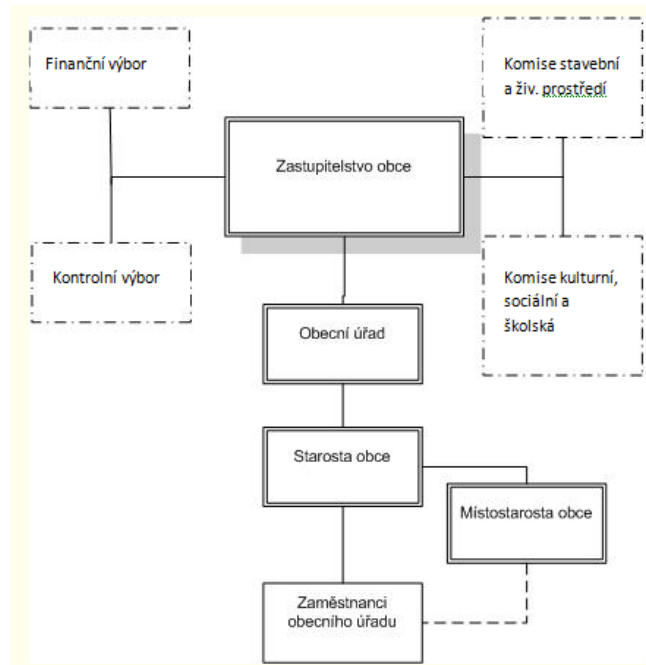 Finanční výbor
Komise stavební
a živ. prostředí
Zastupitelstvo obce
Kontrolní výbor
Komise kulturní,
sociální a
školská
Obecní úřad
Starosta obce
Místostarosta obce
Zaměstnanci
obecního úřadu